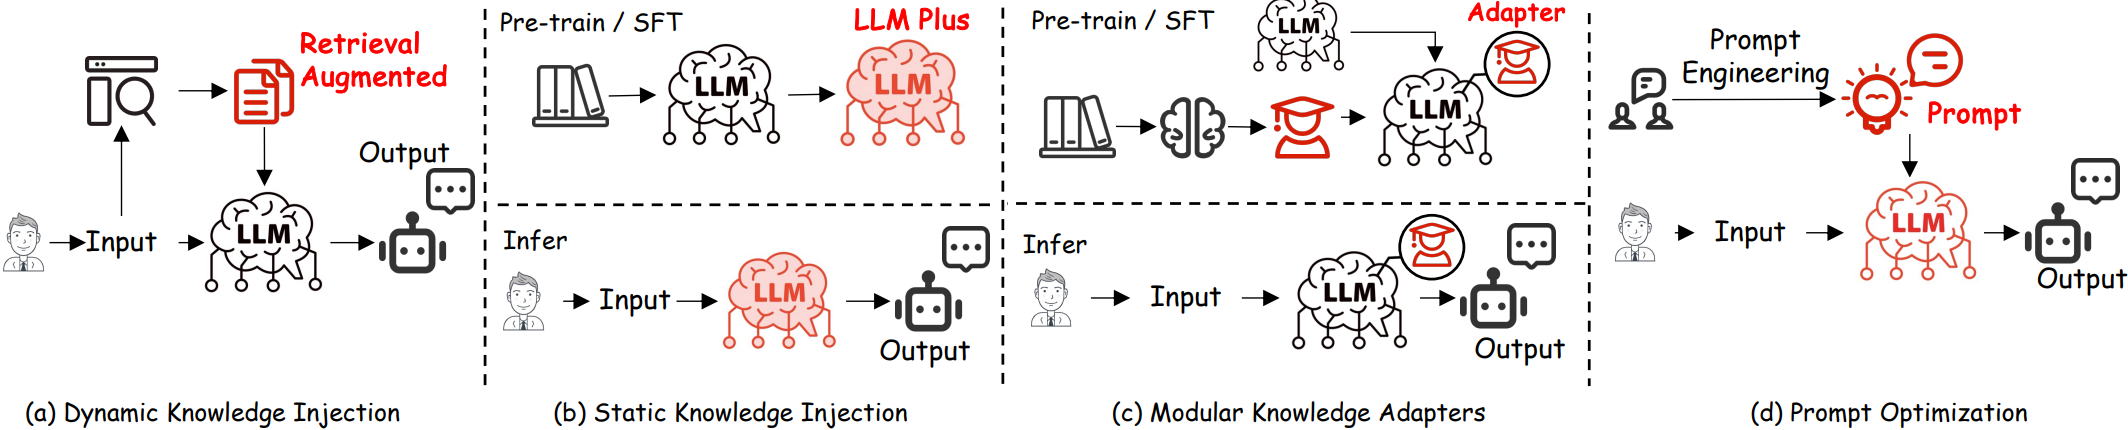 Retrieval
Augmented
Output
Input
LLM
(a) Dynamic Knowledge Injection
Pre-train / SFT
LLM Plus
LLM
LLM
Infer
Input
LLM
Output
(b) Static Knowledge Injection
Pre-train / SFT
LLM
Adapter
LLM
Infer
Input
LLM
Output
(c) Modular Knowledge Adapters
Prompt
Engineering
Prompt
Input
LLM
Output
(d) Prompt Optimization